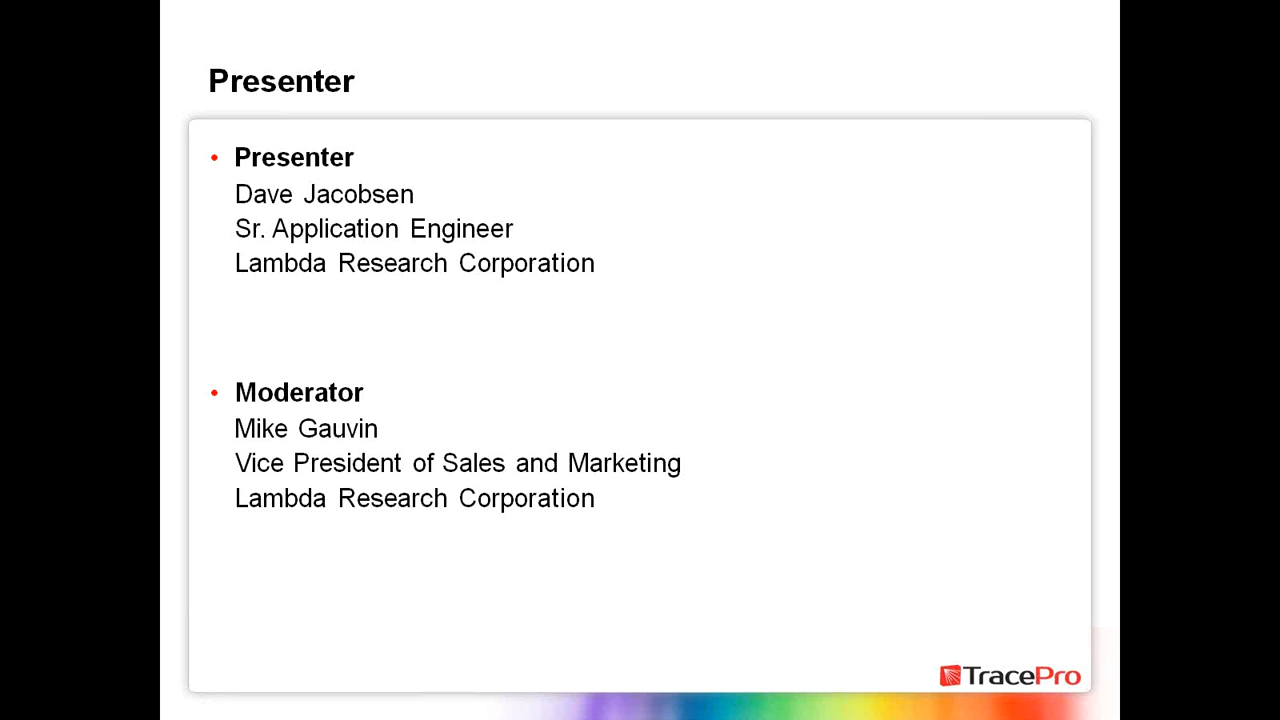 Presenter
• Presenter
Dave Jacobsen
Sr. Application Engineer
Lambda Research Corporation
• Moderator
Mike Gauvin
Vice President of Sales and Marketing
Lambda Research Corporation
TracePro